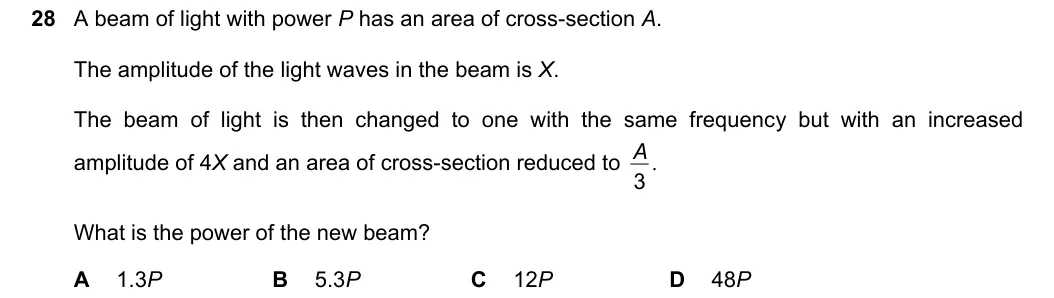 28 A beam of light with power P has an area of cross-section A.
The amplitude of the light waves in the beam is X.
The beam of light is then changed to one with the same frequency but with an increased
amplitude of 4X and an area of cross-section reduced to A/3.
What is the power of the new beam?
A 1.3P B 5.3P C 12P D 48P